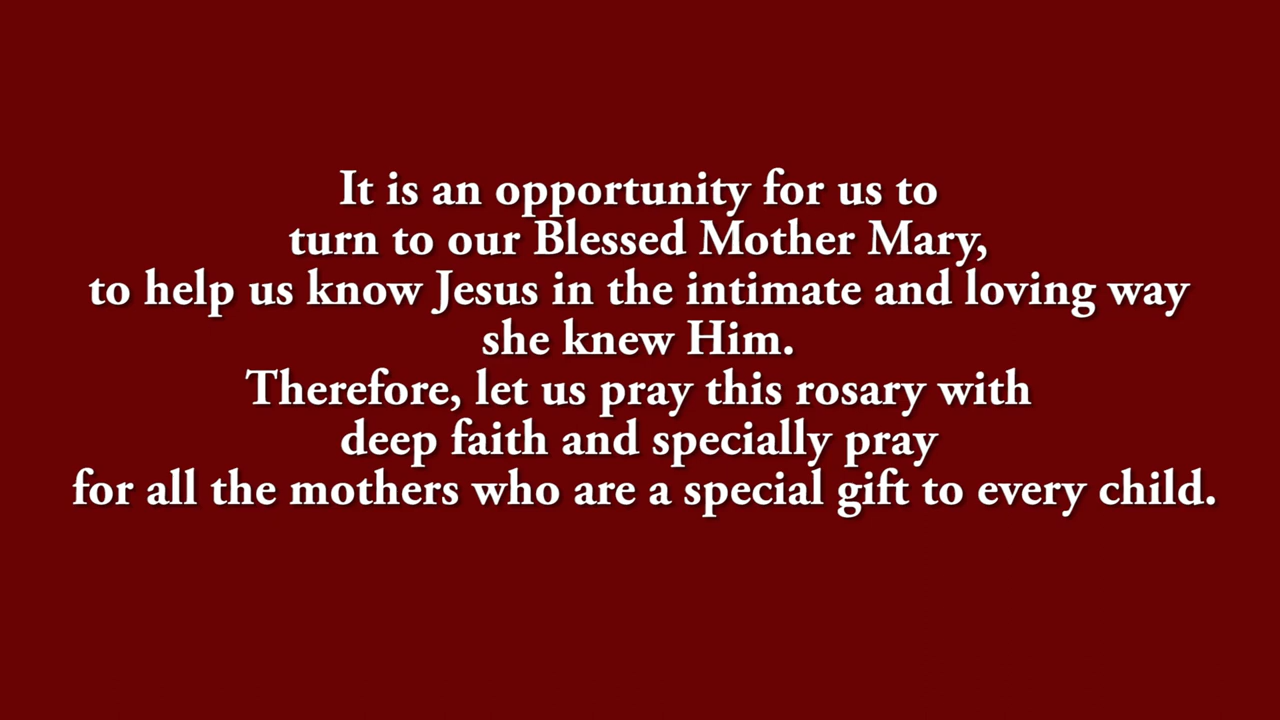 It is an opportunity for us to
turn to our Blessed Mother Mary,
to help us know Jesus in the intimate and loving way
she knew Him.
Therefore, let us pray this rosary with
deep faith and specially pray
for all the mothers who are a special gift to every child.